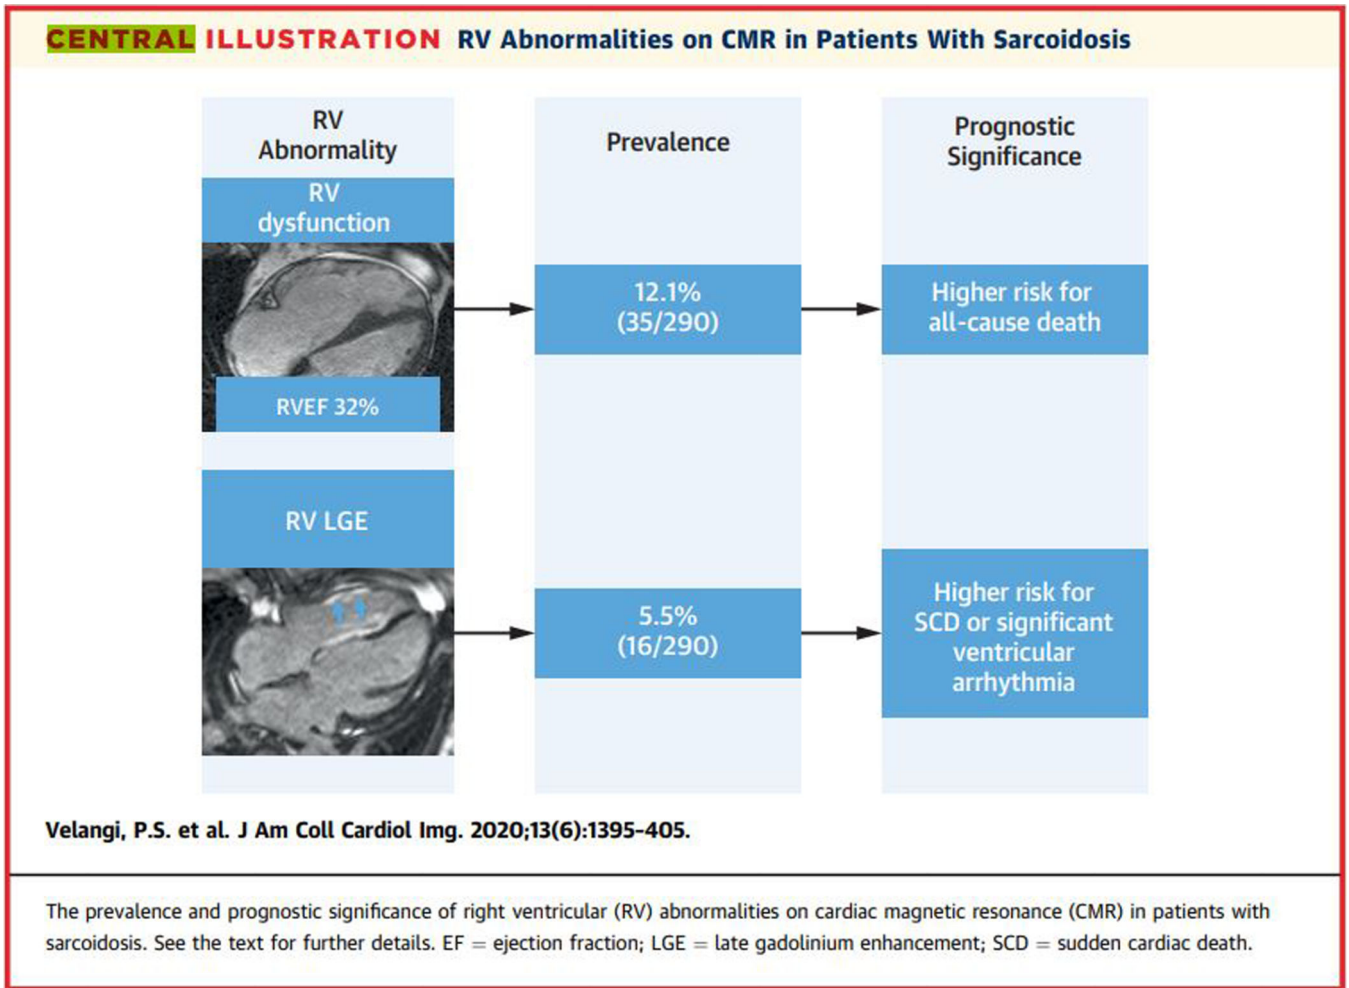 CENTRAL ILLUSTRATION RV Abnormalities on CMR in Patients With Sarcoidosis
RV
Abnormality
Prevalence
Prognostic
Significance
RV
dysfunction
RVEF 32%
12.1%
(35/290)
Higher risk for
all-cause death
RV LGE
5.5%
(16/290)
Higher risk for
SCD or significant
ventricular
arrhythmia
Velangi, P.S. et al. J Am Coll Cardiol Img. 2020;13(6):1395–405.
The prevalence and prognostic significance of right ventricular (RV) abnormalities on cardiac magnetic resonance (CMR) in patients with
sarcoidosis. See the text for further details. EF = ejection fraction; LGE = late gadolinium enhancement; SCD = sudden cardiac death.